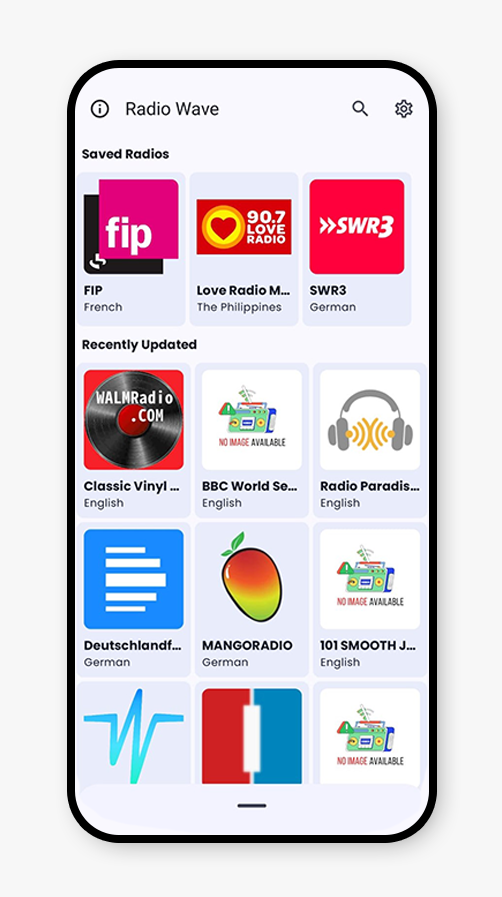 Radio Wave
Saved Radios
fip
90.7
LOVE
RADIO
SWR3
FIP
French
Love Radio M...
The Philippines
SWR3
German
Recently Updated
WALMRadio
.COM
NO IMAGE AVAILABLE
Classic Vinyl ...
English
BBC World Se...
English
Radio Paradis...
English
NO IMAGE AVAILABLE
Deutschlandf...
German
MANGORADIO
German
101 SMOOTH J...
English
NO IMAGE AVAILABLE